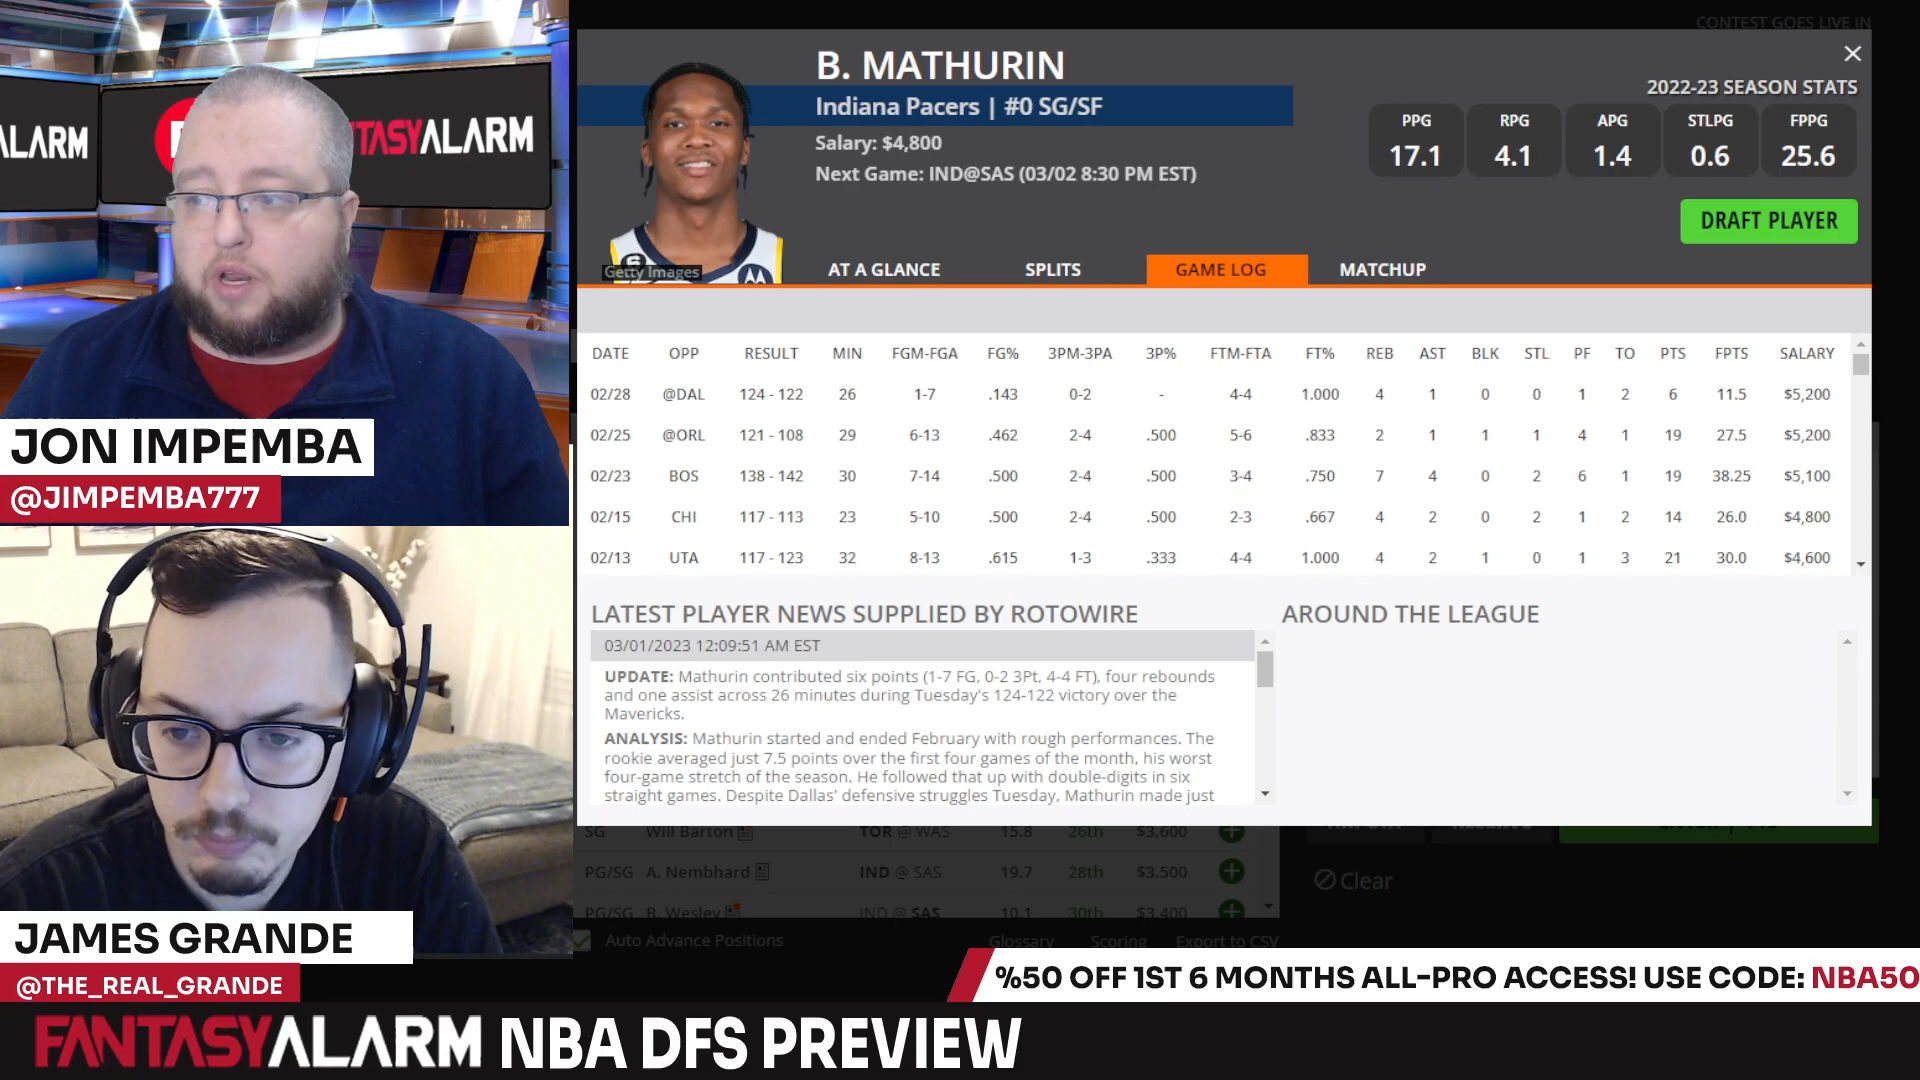 CONTEST GOES LIVE IN
ALARM
FANTASYALARM
B. MATHURIN
Indiana Pacers | #0 SG/SF
Salary: $4,800
Next Game: IND@SAS (03/02 8:30 PM EST)
2022-23 SEASON STATS
PPG RPG APG STLPG FPPG
17.1 4.1 1.4 0.6 25.6
DRAFT PLAYER
Getty Images
AT A GLANCE SPLITS GAME LOG MATCHUP
DATE OPP RESULT MIN FGM-FGA FG% 3PM-3PA 3P% FTM-FTA FT% REB AST BLK STL PF TO PTS FPTS SALARY
02/28 @DAL 124 - 122 26 1-7 .143 0-2 - 4-4 1.000 4 1 0 0 1 2 6 11.5 $5,200
02/25 @ORL 121 - 108 29 6-13 .462 2-4 .500 5-6 .833 2 1 1 1 4 1 19 27.5 $5,200
02/23 BOS 138 - 142 30 7-14 .500 2-4 .500 3-4 .750 7 4 0 2 6 1 19 38.25 $5,100
02/15 CHI 117 - 113 23 5-10 .500 2-4 .500 2-3 .667 4 2 0 2 1 2 14 26.0 $4,800
02/13 UTA 117 - 123 32 8-13 .615 1-3 .333 4-4 1.000 4 2 1 0 1 3 21 30.0 $4,600
LATEST PLAYER NEWS SUPPLIED BY ROTOWIRE
AROUND THE LEAGUE
03/01/2023 12:09:51 AM EST
UPDATE: Mathurin contributed six points (1-7 FG, 0-2 3Pt, 4-4 FT), four rebounds
and one assist across 26 minutes during Tuesday's 124-122 victory over the
Mavericks.
ANALYSIS: Mathurin started and ended February with rough performances. The
rookie averaged just 7.5 points over the first four games of the month, his worst
four-game stretch of the season. He followed that up with double-digits in six
straight games. Despite Dallas' defensive struggles Tuesday, Mathurin made just
SG Will Barton TOR @ WAS 15.8 26th $3,600
PG/SG A. Nembhard IND @ SAS 19.7 28th $3,500
PG/SG B. Wesley IND @ SAS 10.1 30th $3,400
Clear
Auto Advance Positions
Glossary Scoring Export to CSV
JON IMPEMBA
@JIMPEMBA777
JAMES GRANDE
@THE_REAL_GRANDE
%50 OFF 1ST 6 MONTHS ALL-PRO ACCESS! USE CODE: NBA50
FANTASYALARM NBA DFS PREVIEW